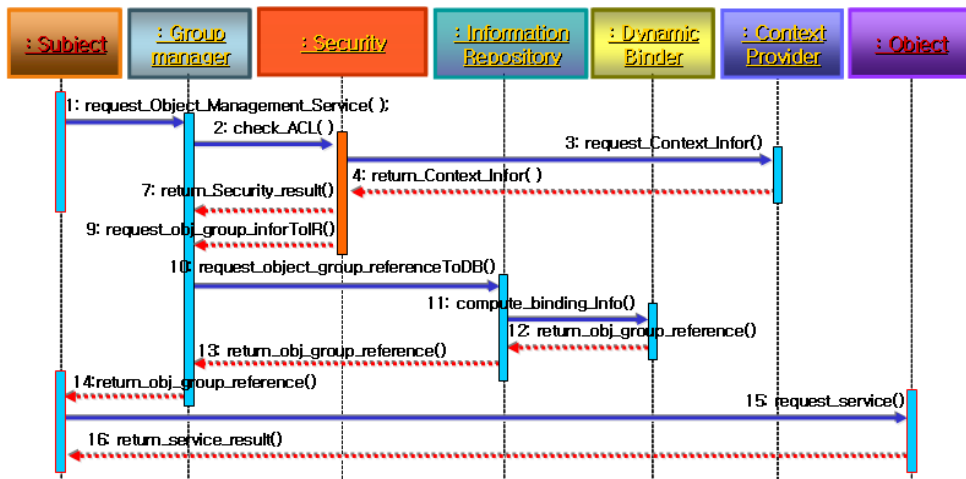 : Subject
: Group manager
: Security
: Information Repository
: Dynamic Binder
: Context Provider
: Object
1: request_Object_Management_Service( );
2: check_ACL( )
3: request_Context_Infor()
4: return_Context_Infor( )
7: return_Security_result()
9: request_obj_group_inforToIR()
10: request_object_group_referenceToDB()
11: compute_binding_Info()
12: return_obj_group_reference()
13: return_obj_group_reference()
14:return_obj_group_reference()
15: request_service()
16: return_service_result()